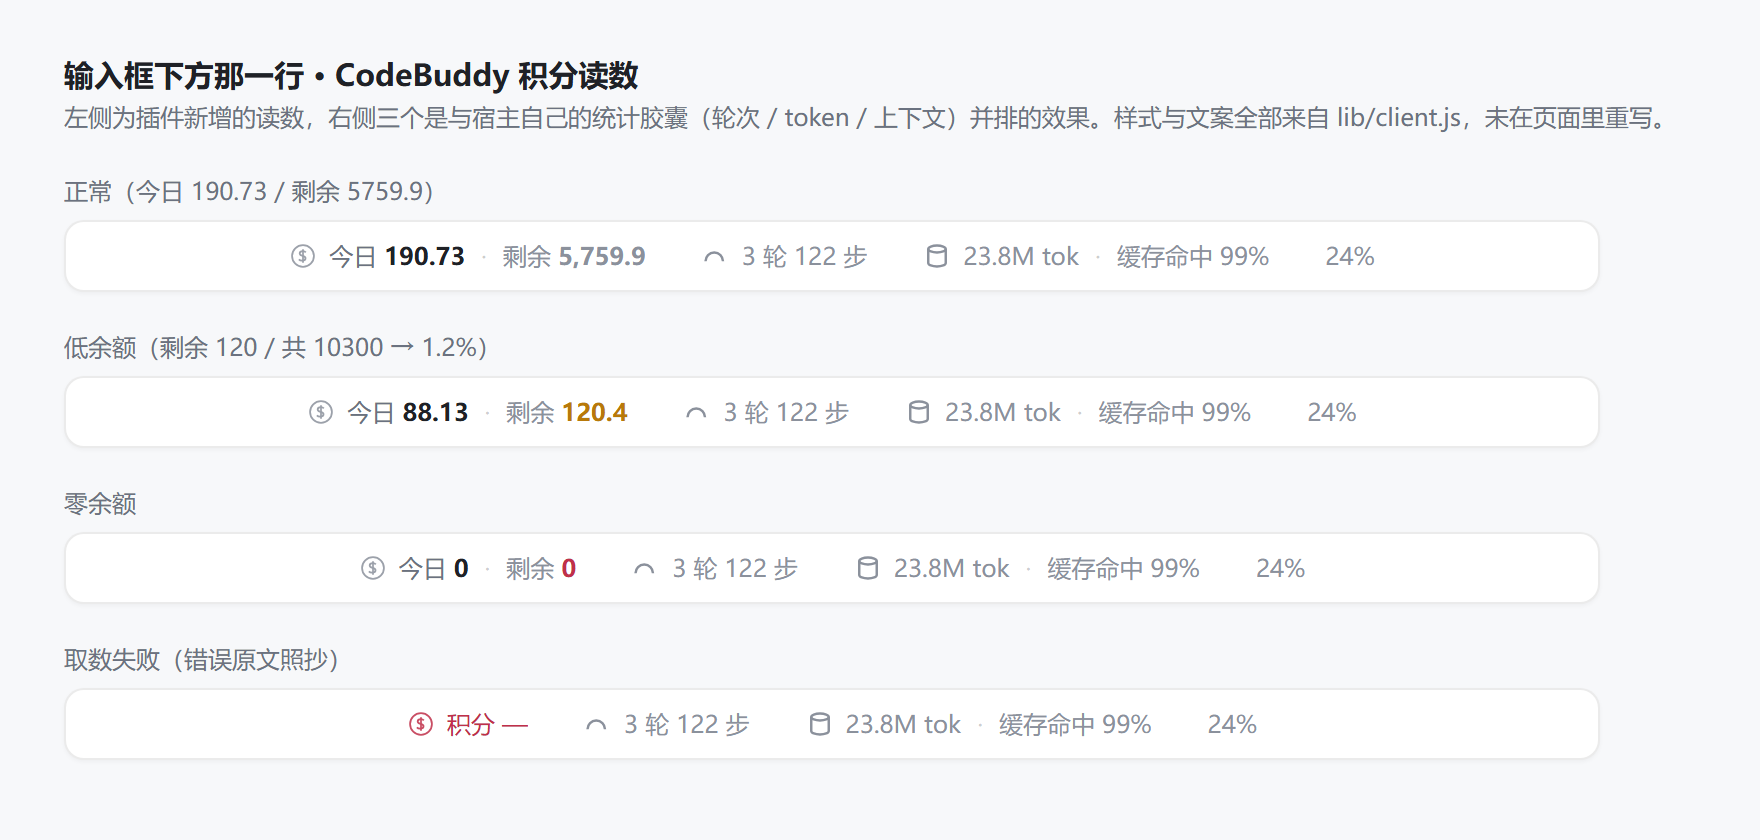 输入框下方那一行 • CodeBuddy 积分读数
左侧为插件新增的读数，右侧三个是与宿主自己的统计胶囊（轮次 / token / 上下文）并排的效果。样式与文案全部来自 lib/client.js，未在页面里重写。
正常（今日 190.73 / 剩余 5759.9）
$ 今日 190.73 · 剩余 5,759.9 3 轮 122 步 23.8M tok · 缓存命中 99% 24%
低余额（剩余 120 / 共 10300 → 1.2%）
$ 今日 88.13 · 剩余 120.4 3 轮 122 步 23.8M tok · 缓存命中 99% 24%
零余额
$ 今日 0 · 剩余 0 3 轮 122 步 23.8M tok · 缓存命中 99% 24%
取数失败（错误原文照抄）
$ 积分 — 3 轮 122 步 23.8M tok · 缓存命中 99% 24%